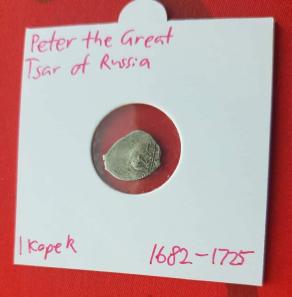 Peter the Great
Tsar of Russia
1 Kopek
1682-1725